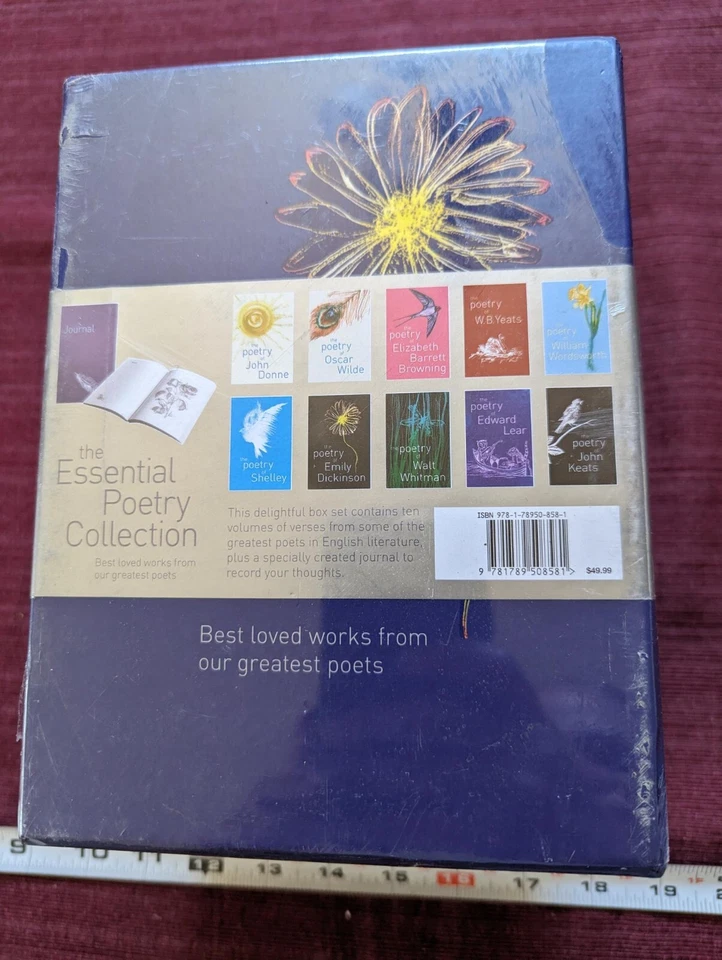 a
Journal
the
poetry
of
John
Donne
the
poetry
of
Oscar
Wilde
the
poetry
of
Elizabeth
Barrett
Browning
the
poetry
of
W.B.Yeats
the
poetry
of
William
Wordsworth
the
poetry
of
Shelley
the
poetry
of
Emily
Dickinson
the
poetry
of
Walt
Whitman
the
poetry
of
Edward
Lear
the
poetry
of
John
Keats
the
Essential
Poetry
Collection
Best loved works from
our greatest poets
This delightful box set contains ten
volumes of verses from some of the
greatest poets in English literature,
plus a specially created journal to
record your thoughts.
ISBN 978-1-78950-858-1
9 781789 508581 >
$49.99
Best loved works from
our greatest poets
9 10 11 12 13 14 15 16 17 18 19